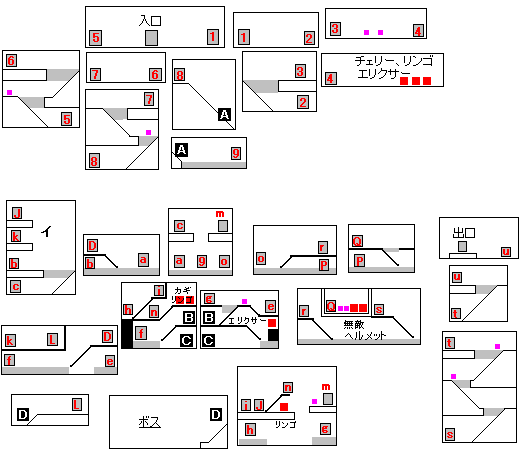 入口
5 1
1 2
3 4
6 5
7 6
7 8
8 A
3 2
チェリー、リンゴ
4 エリクサー
A 9
J イ
k
b
c
D b a
c m
a 9 o
r o P
Q P
出口
u
u t
i カギ
リンゴ
h n B
f C
g e
B エリクサー
C
Q r s
無敵
ヘルメット
t
s
k L D
f e
L
D
ボス D
n m
i J
リンゴ
h g